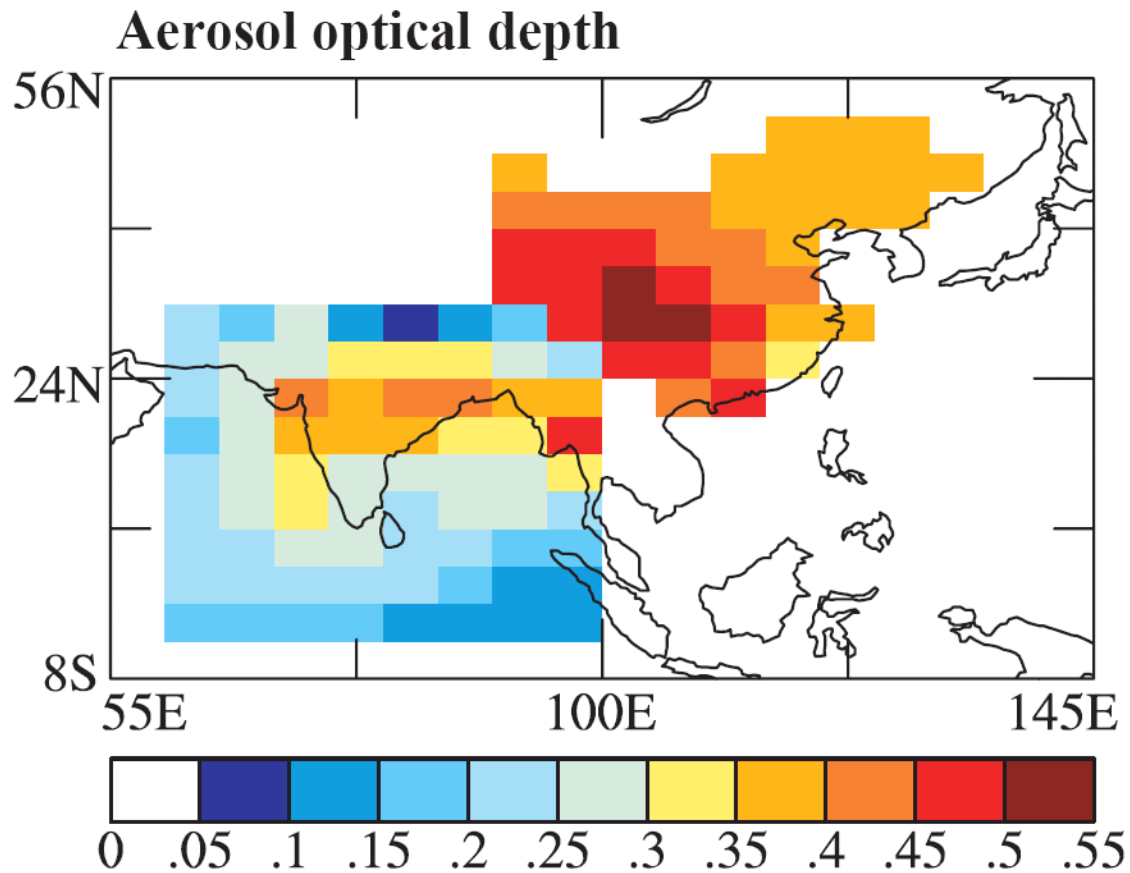 Aerosol optical depth
56N
24N
8S
55E 100E 145E
0 .05 .1 .15 .2 .25 .3 .35 .4 .45 .5 .55